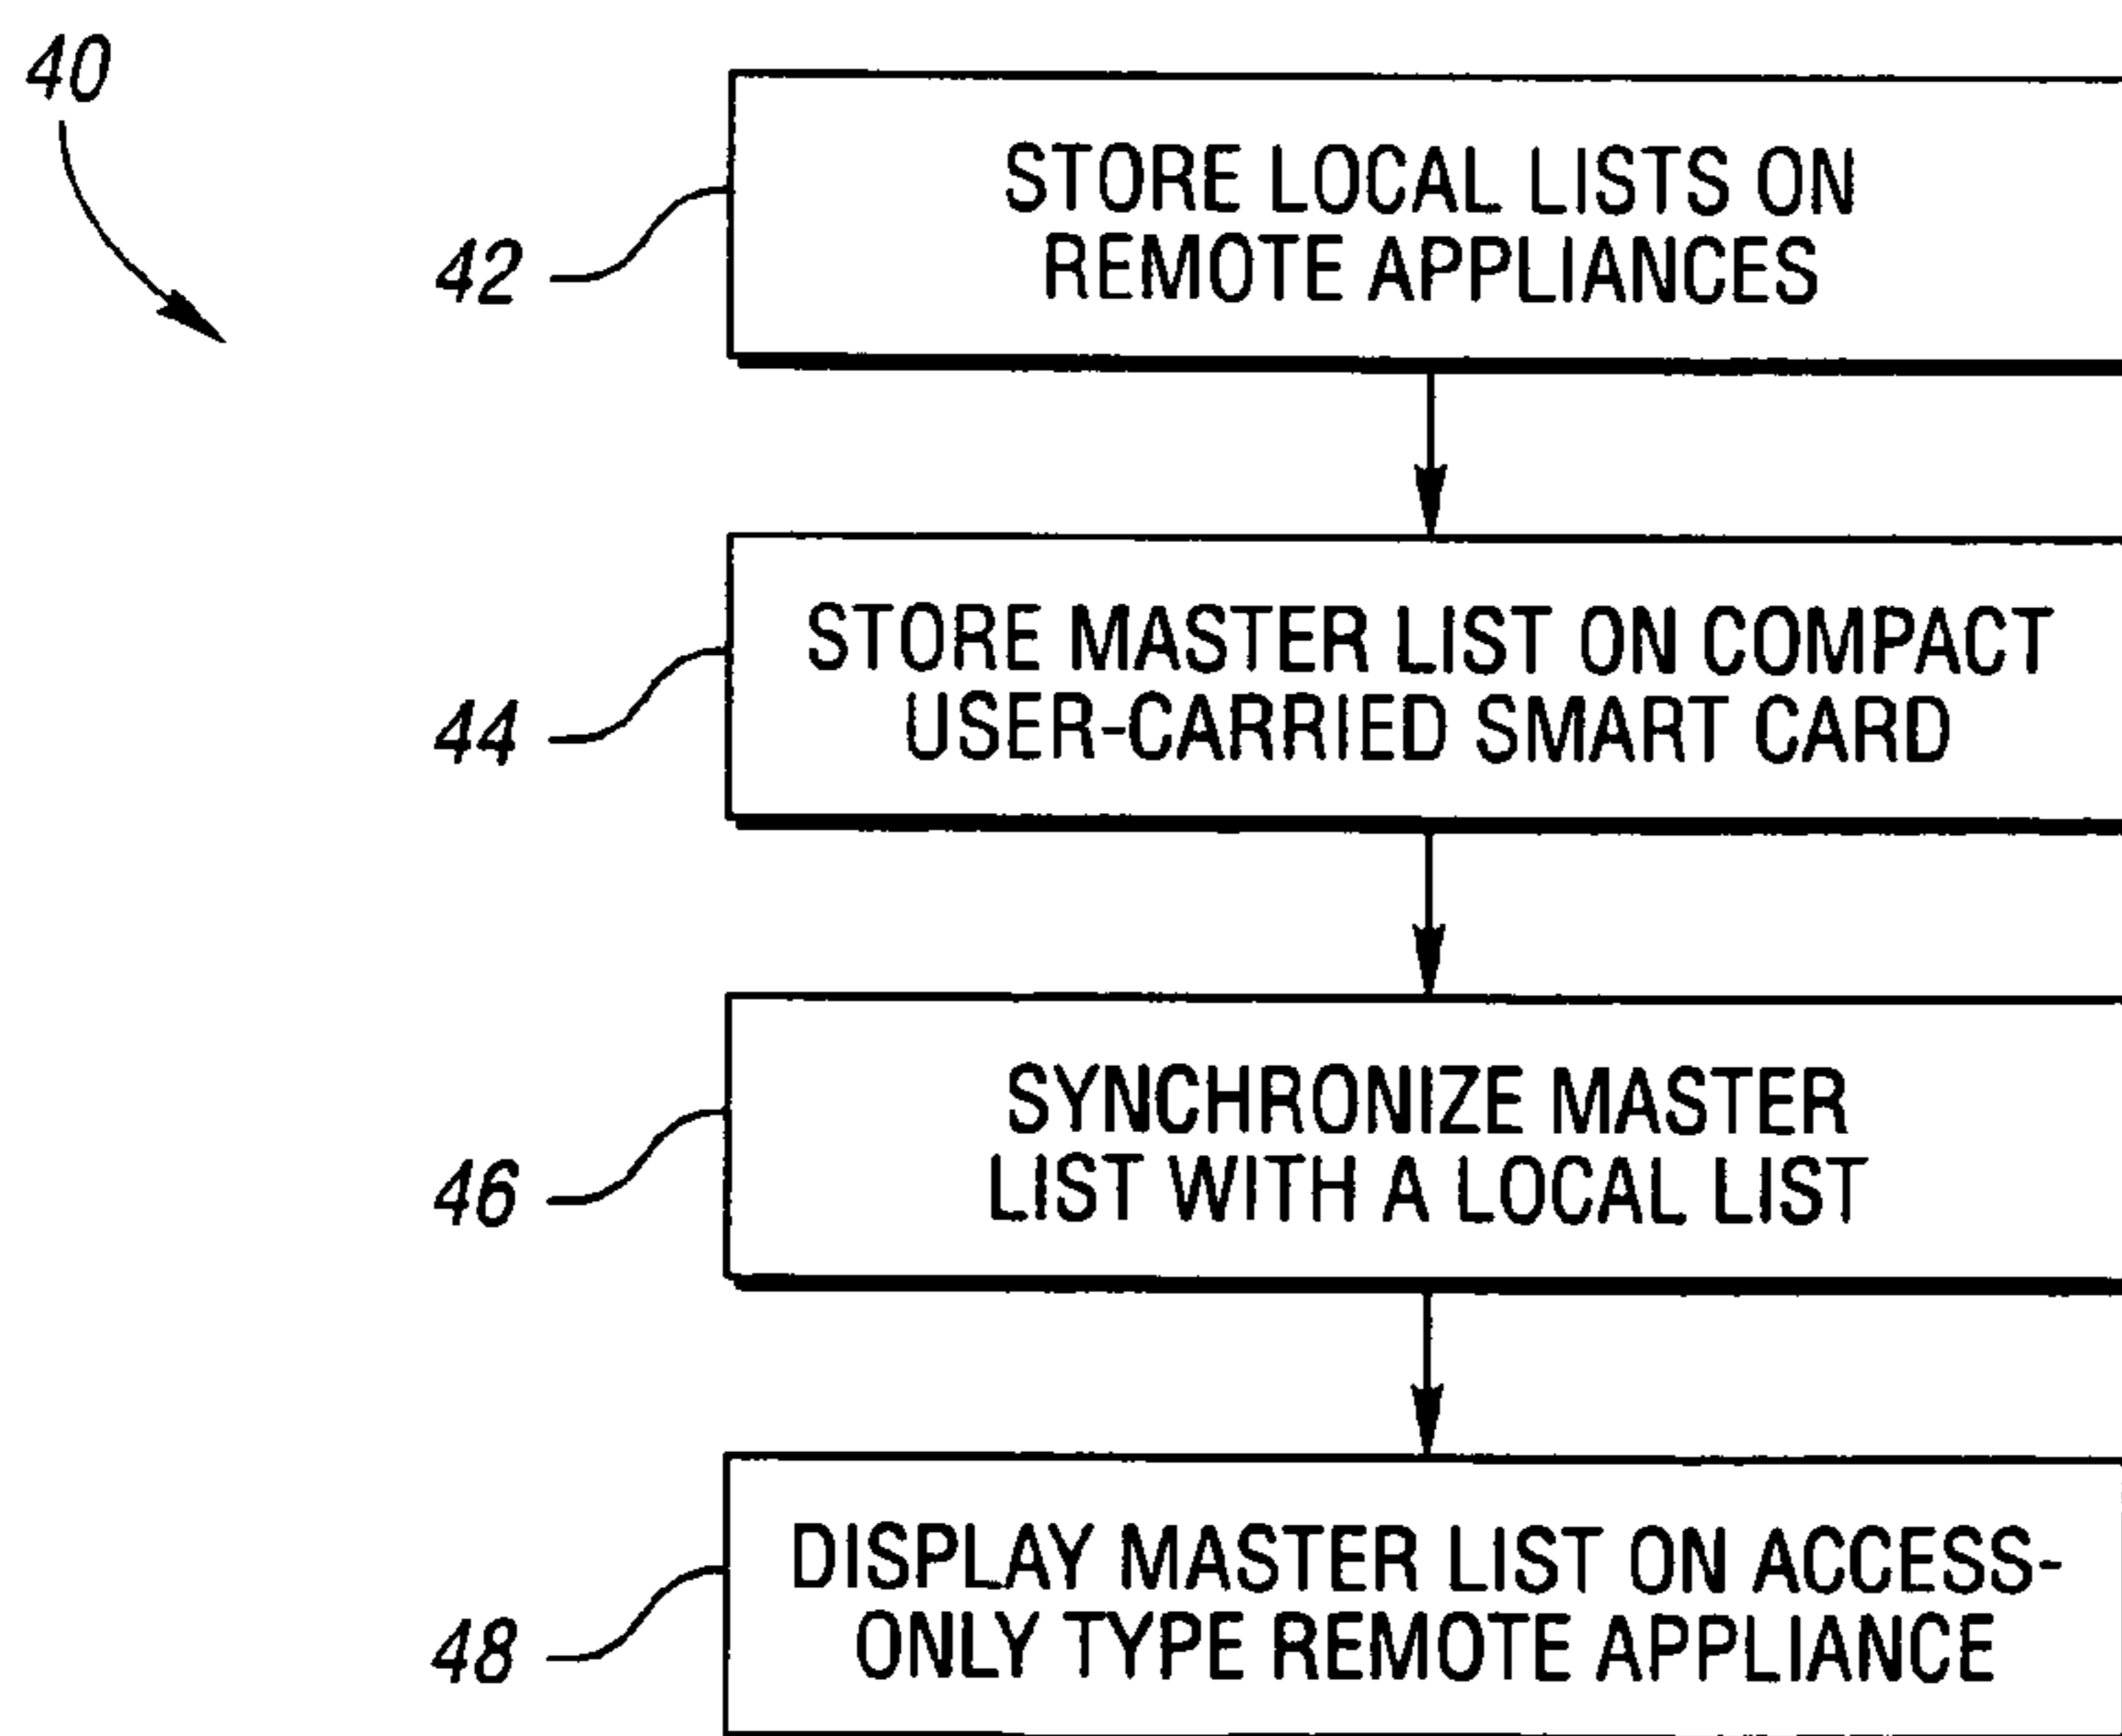 40
42
STORE LOCAL LISTS ON
REMOTE APPLIANCES
44
STORE MASTER LIST ON COMPACT
USER-CARRIED SMART CARD
46
SYNCHRONIZE MASTER
LIST WITH A LOCAL LIST
48
DISPLAY MASTER LIST ON ACCESS-
ONLY TYPE REMOTE APPLIANCE